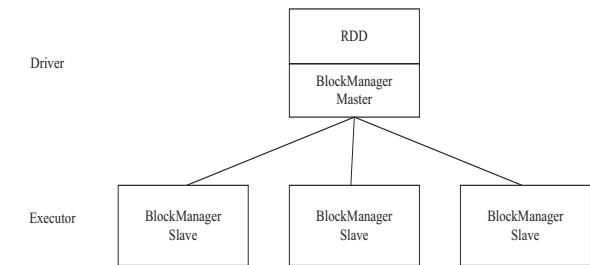 RDD
Driver
BlockManager
Master
Executor
BlockManager
Slave
BlockManager
Slave
BlockManager
Slave